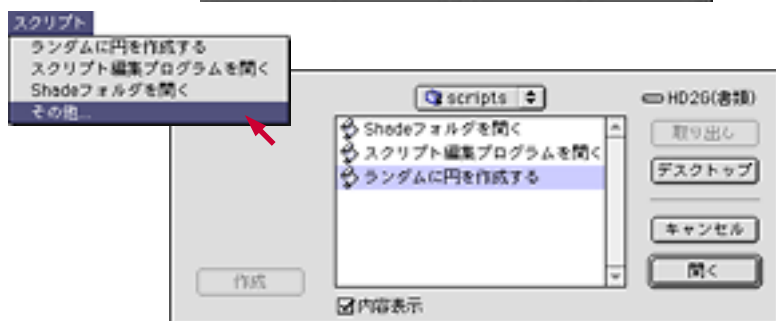 スクリプト
ランダムに円を作成する
スクリプト編集プログラムを開く
Shadeフォルダを開く
その他...
scripts
HD2G(書類)
Shadeフォルダを開く
スクリプト編集プログラムを開く
ランダムに円を作成する
取り出し
デスクトップ
キャンセル
開く
作成
内容表示